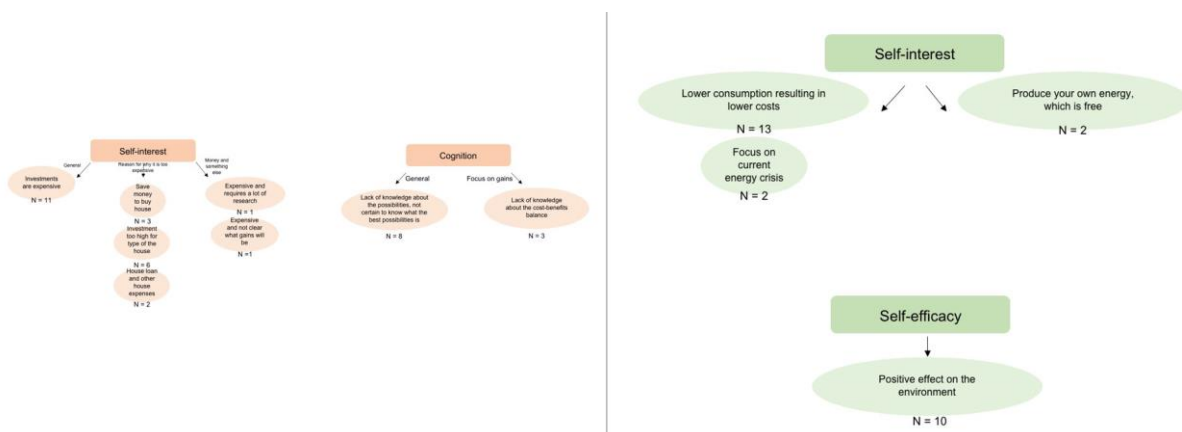 Self-interest
General
Reason for why it is too
expensive
Money and
something
else
Investments
are expensive
N = 11
Save
money
to buy
house
N = 3
Investment
too high for
type of the
house
N = 6
House loan
and other
house
expenses
N = 2
Expensive and
requires a lot of
research
N = 1
Expensive
and not clear
what gains will
be
N =1
Cognition
General
Focus on gains
Lack of knowledge about
the possibilities, not
certain to know what the
best possibilities is
N = 8
Lack of knowledge
about the cost-benefits
balance
N = 3
Self-interest
Lower consumption resulting in
lower costs
N = 13
Focus on
current
energy crisis
N = 2
Produce your own energy,
which is free
N = 2
Self-efficacy
Positive effect on the
environment
N = 10